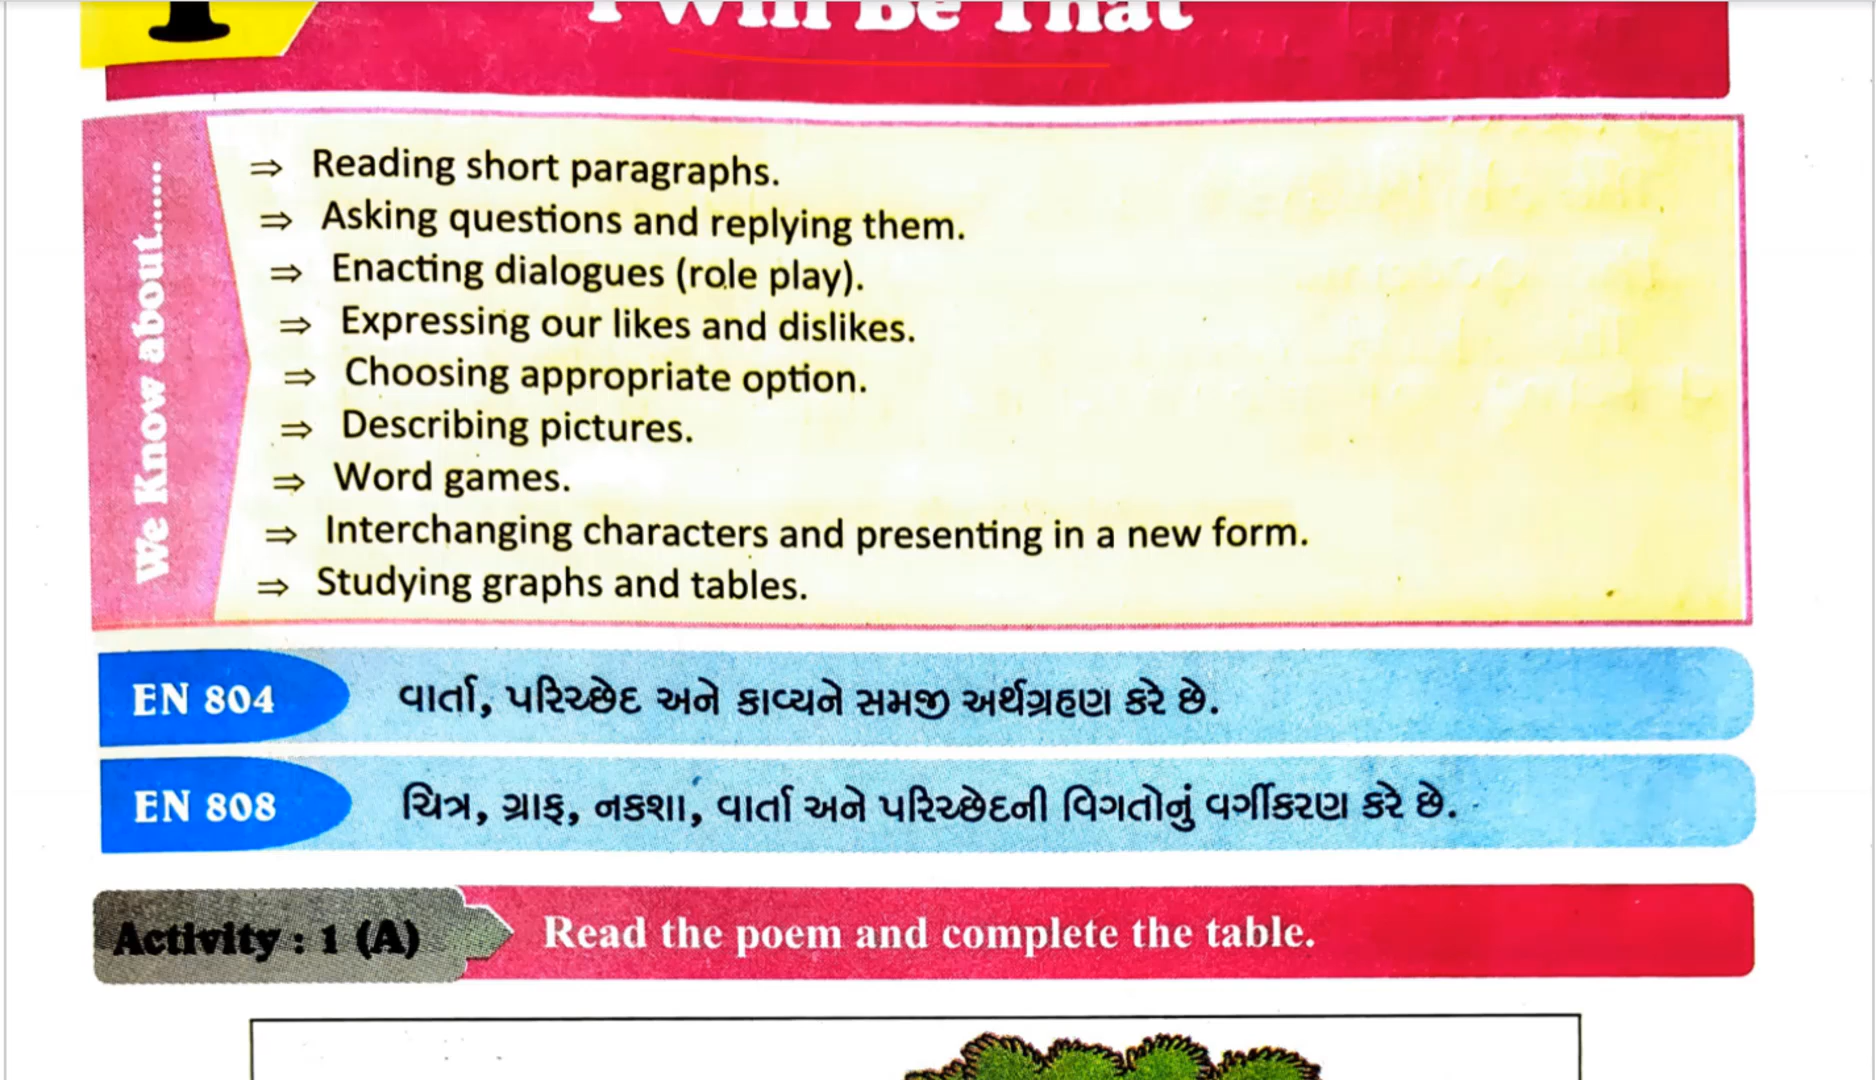 1
I Will Be That
We Know about......
⇒ Reading short paragraphs.
⇒ Asking questions and replying them.
⇒ Enacting dialogues (role play).
⇒ Expressing our likes and dislikes.
⇒ Choosing appropriate option.
⇒ Describing pictures.
⇒ Word games.
⇒ Interchanging characters and presenting in a new form.
⇒ Studying graphs and tables.
EN 804 વાર્તા, પરિચ્છેદ અને કાવ્યને સમજી અર્થગ્રહણ કરે છે.
EN 808 ચિત્ર, ગ્રાફ, નકશા, વાર્તા અને પરિચ્છેદની વિગતોનું વર્ગીકરણ કરે છે.
Activity : 1 (A) Read the poem and complete the table.